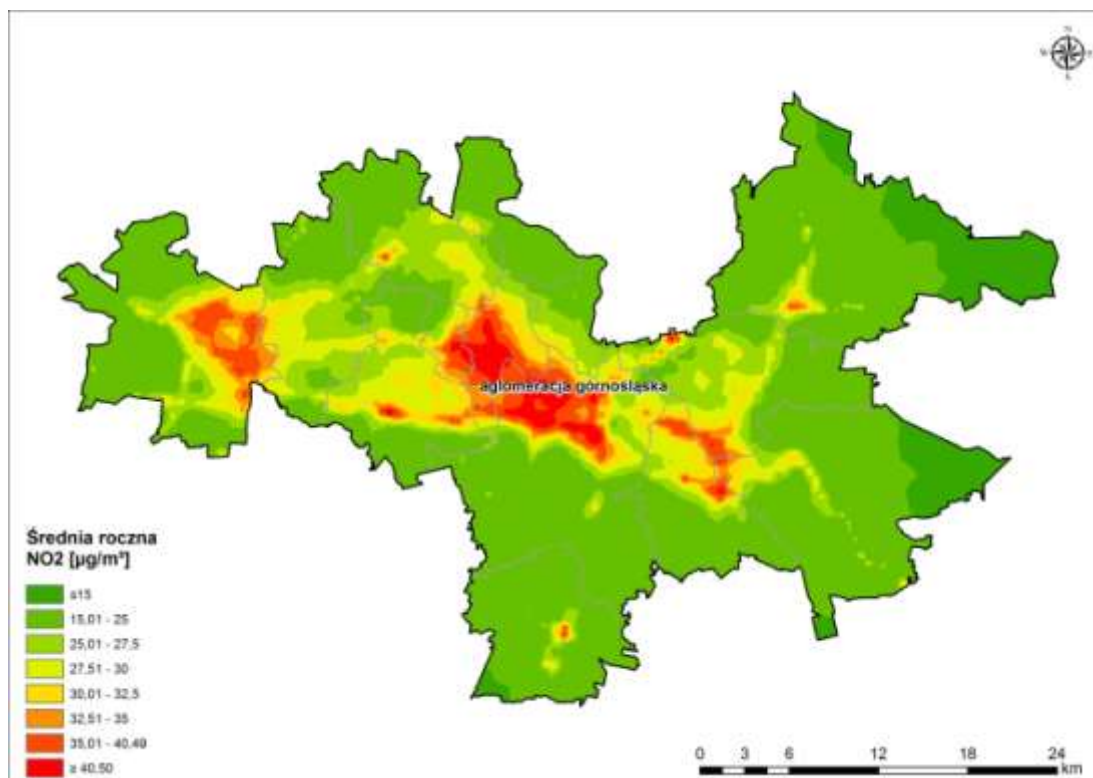 N
W
E
aglomeracja górnośląska
Średnia roczna
NO2 [µg/m³]
≤15
15,01 - 25
25,01 - 27,5
27,51 - 30
30,01 - 32,5
32,51 - 35
35,01 - 40,49
≥ 40,50
0 3 6 12 18 24
km